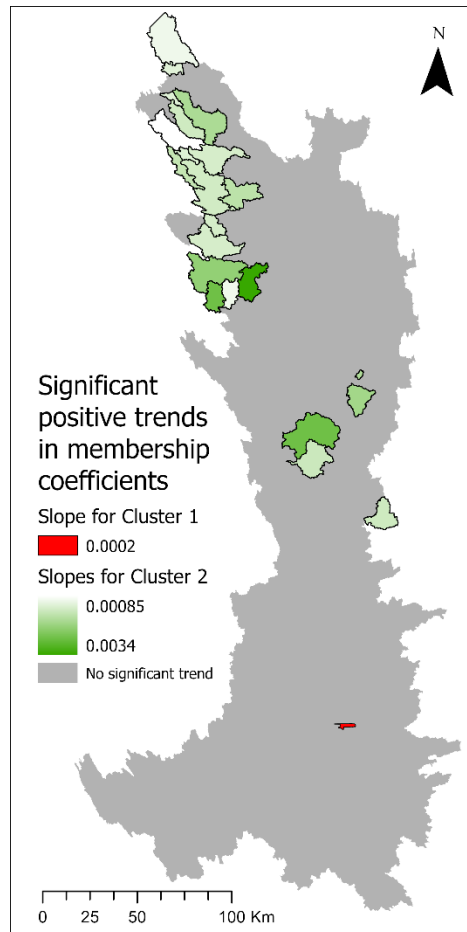 N
Significant
positive trends
in membership
coefficients
Slope for Cluster 1
0.0002
Slopes for Cluster 2
0.00085
0.0034
No significant trend
0 25 50 100 Km